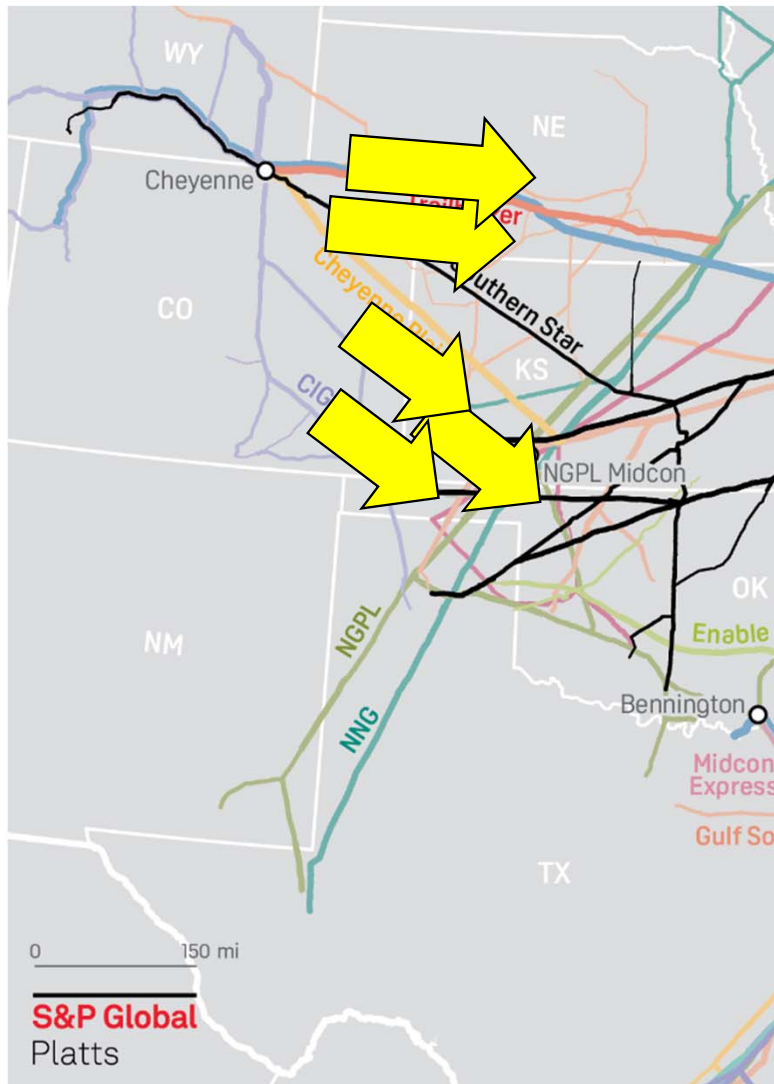 WY
NE
Cheyenne
Southern Star
Cheyenne
CO
KS
CIG
NGPL Midcon
OK
NGPL
NM
Enable
NNG
Bennington
Midcon
Express
Gulf So
TX
0 150 mi
S&P Global
Platts